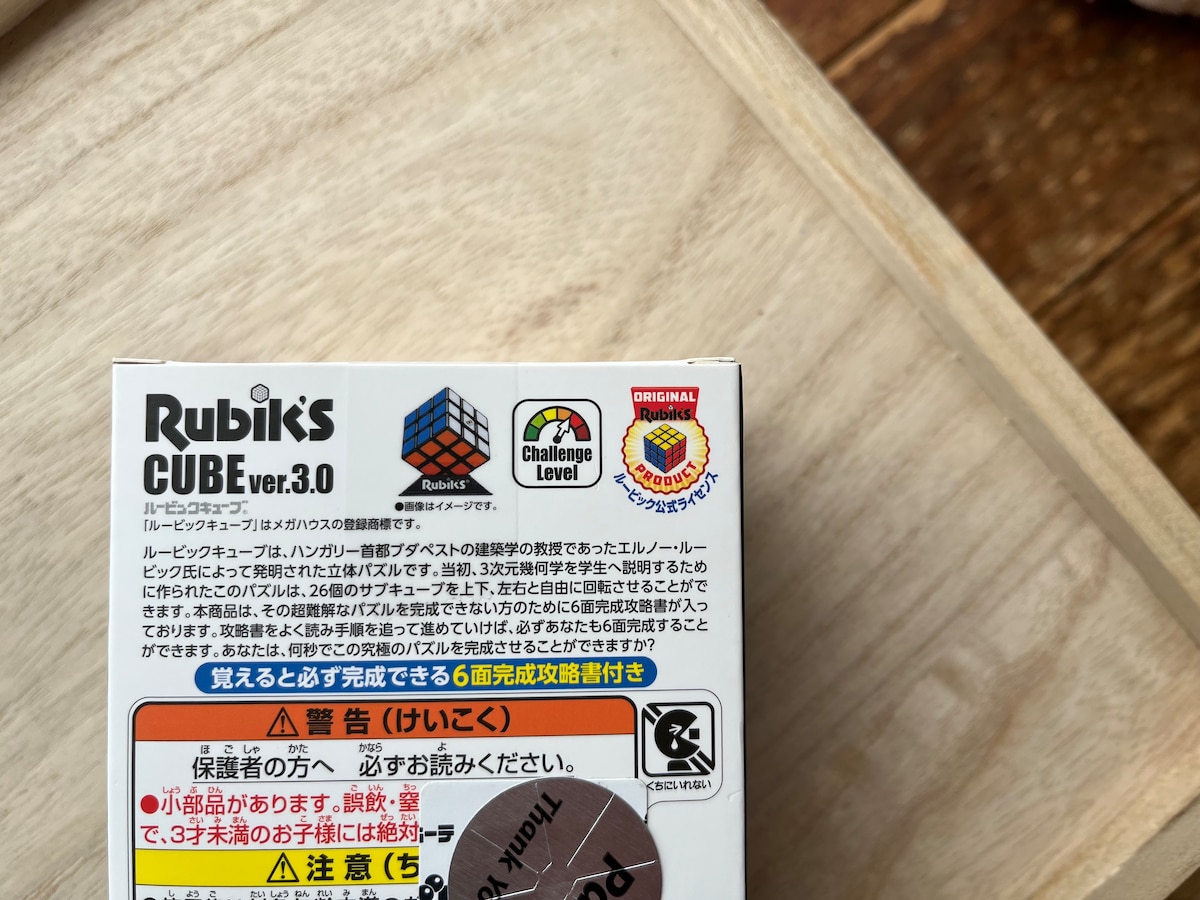 Rubik's
CUBE ver.3.0
ルービックキューブ®
「ルービックキューブ」はメガハウスの登録商標です。
Rubik's
●画像はイメージです。
Challenge
Level
ORIGINAL
Rubik's
PRODUCT
ルービック公式ライセンス
ルービックキューブは、ハンガリー首都ブダペストの建築学の教授であったエルノー・ルー
ビック氏によって発明された立体パズルです。当初、3次元幾何学を学生へ説明するため
に作られたこのパズルは、26個のサブキューブを上下、左右と自由に回転させることがで
きます。本商品は、その超難解なパズルを完成できない方のために6面完成攻略書が入っ
ております。攻略書をよく読み手順を追って進めていけば、必ずあなたも6面完成すること
ができます。あなたは、何秒でこの究極のパズルを完成させることができますか?
覚えると必ず完成できる6面完成攻略書付き
警告(けいこく)
保護者の方へ 必ずお読みください。
くちにいれない
●小部品があります。誤飲・窒
で、3才未満のお子様には絶対
注意(ち
Thank Yo